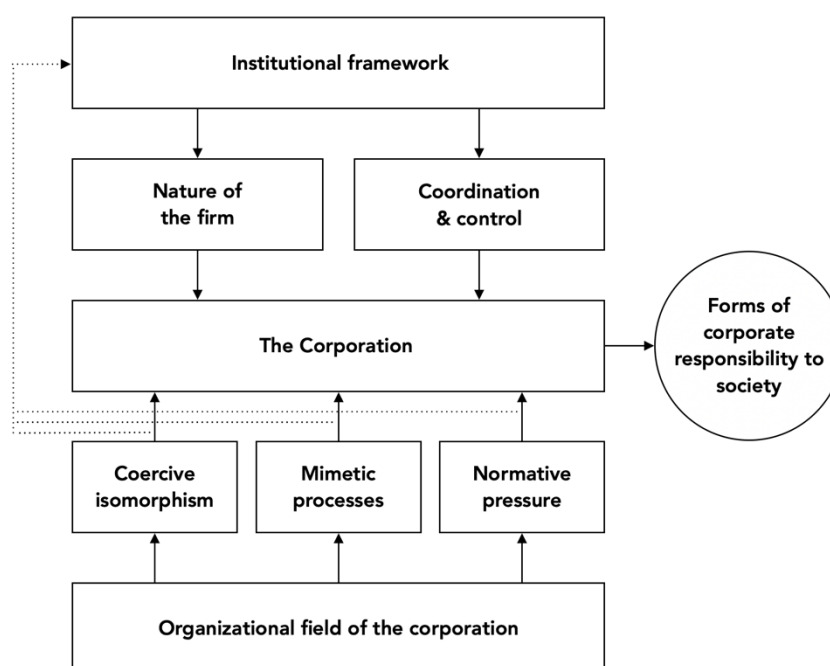 Institutional framework
Nature of
the firm
Coordination
& control
The Corporation
Forms of
corporate
responsibility to
society
Coercive
isomorphism
Mimetic
processes
Normative
pressure
Organizational field of the corporation